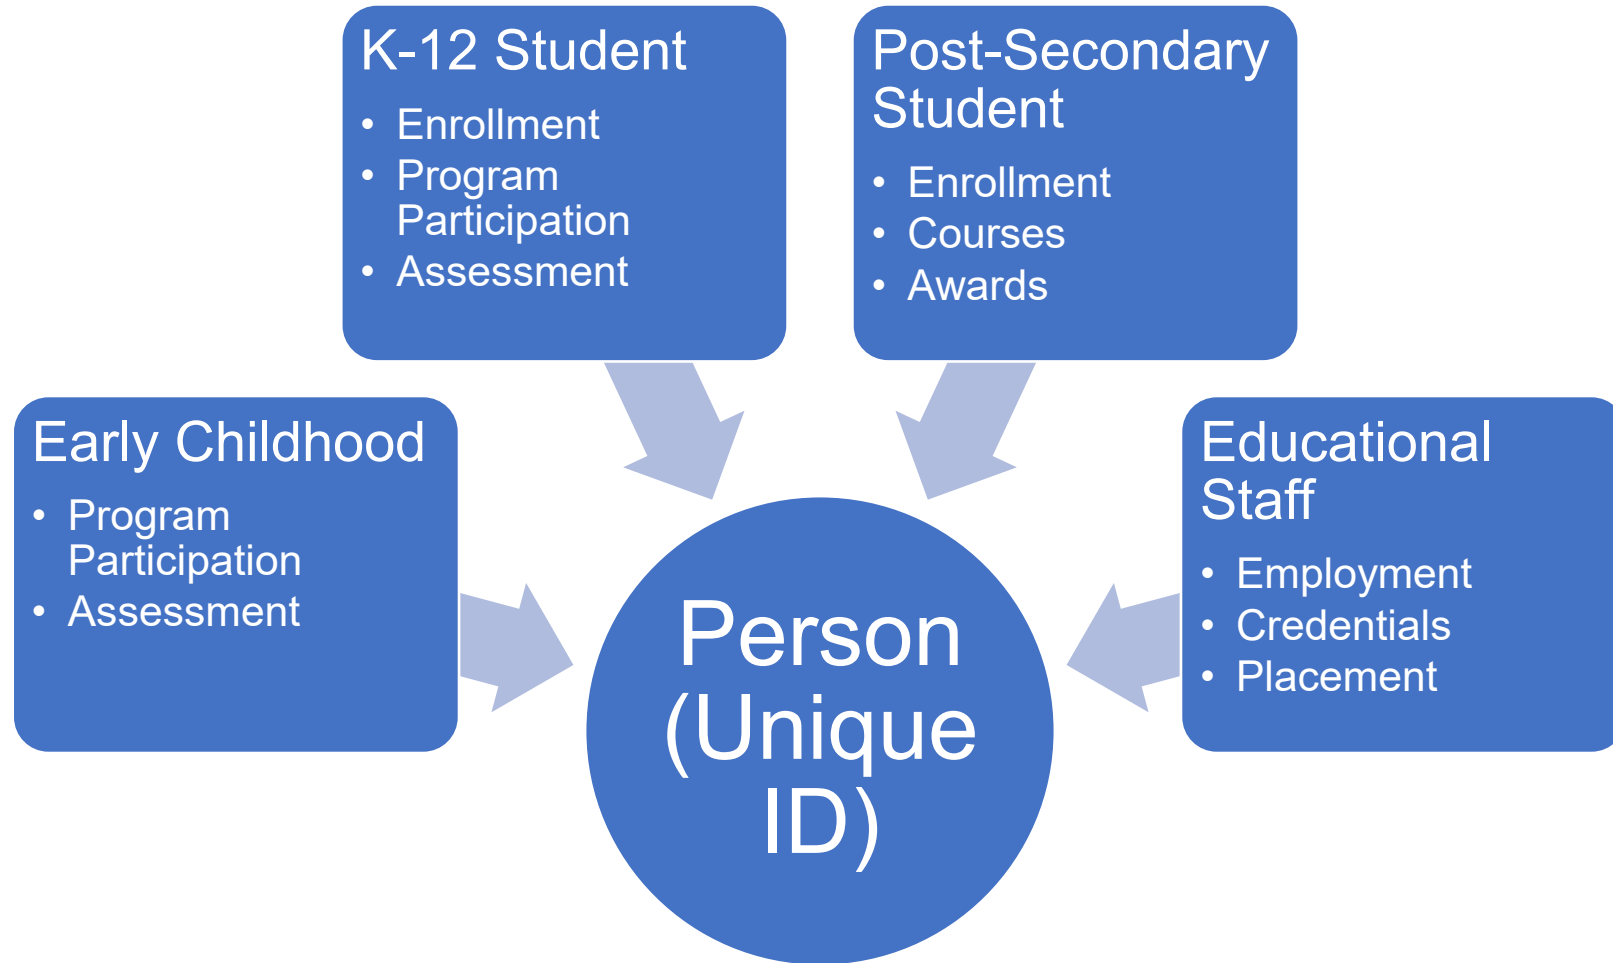 K-12 Student
• Enrollment
• Program
Participation
• Assessment
Post-Secondary
Student
• Enrollment
• Courses
• Awards
Early Childhood
• Program
Participation
• Assessment
Educational
Staff
• Employment
• Credentials
• Placement
Person
(Unique
ID)